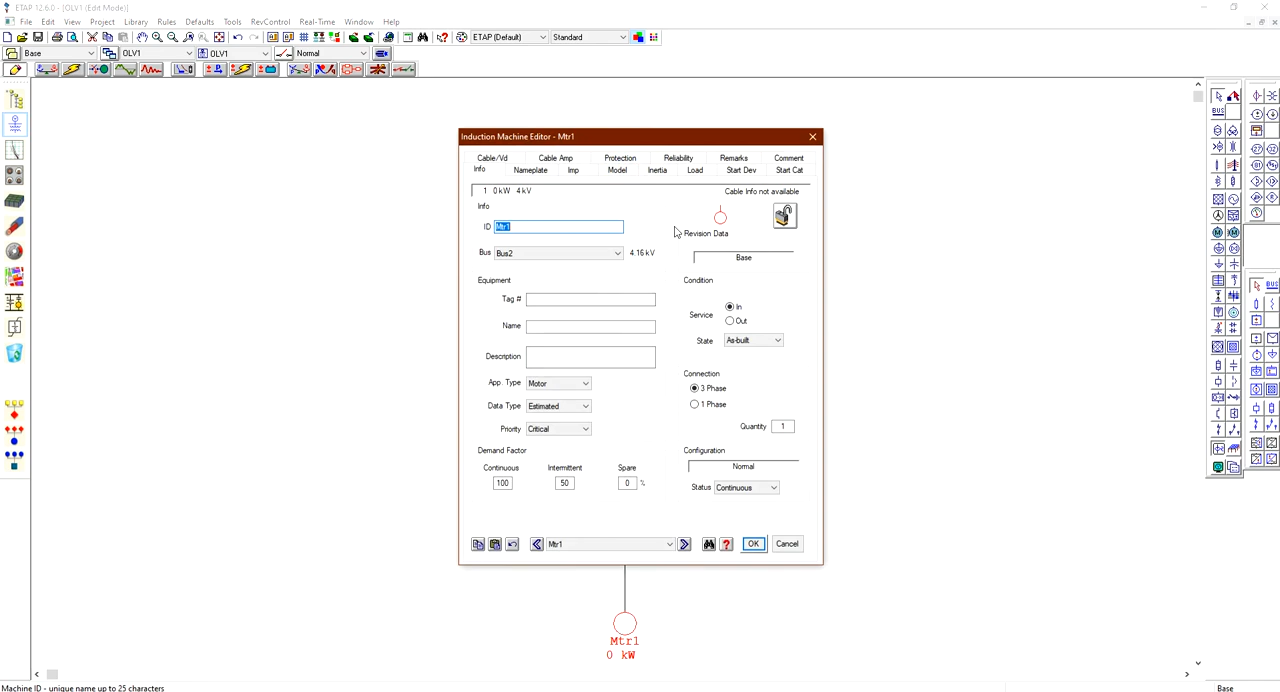 ETAP 12.6.0 - [OLV1 (Edit Mode)]
File Edit View Project Library Rules Defaults Tools RevControl Real-Time Window Help
ETAP (Default) Standard
Base OLV1 OLV1 Normal
Induction Machine Editor - Mtr1
Cable/Vd Cable Amp Protection Reliability Remarks Comment
Info Nameplate Imp Model Inertia Load Start Dev Start Cat
1 0 kW 4 kV Cable Info not available
Info
ID Mtr1
Revision Data
Bus Bus2 4.16 kV
Base
Equipment Condition
Tag #
Service In
Out
Name
State As-built
Description
Connection
App. Type Motor 3 Phase
Data Type Estimated 1 Phase
Priority Critical Quantity 1
Demand Factor Configuration
Continuous Intermittent Spare Normal
100 50 0 % Status Continuous
Mtr1 OK Cancel
Mtr1
0 kW
BUS
BUS
Machine ID - unique name up to 25 characters Base